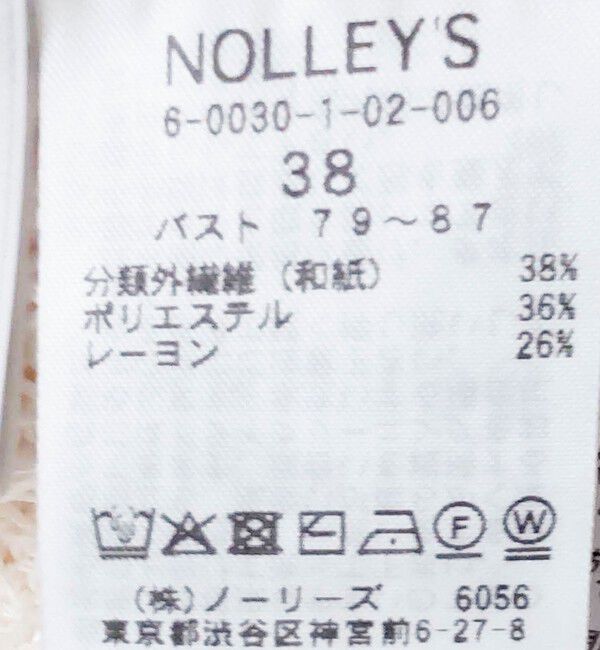 NOLLEY'S
6-0030-1-02-006
38
バスト 79～87
分類外繊維(和紙) 38%
ポリエステル 36%
レーヨン 26%
F W
(株)ノーリーズ 6056
東京都渋谷区神宮前6-27-8